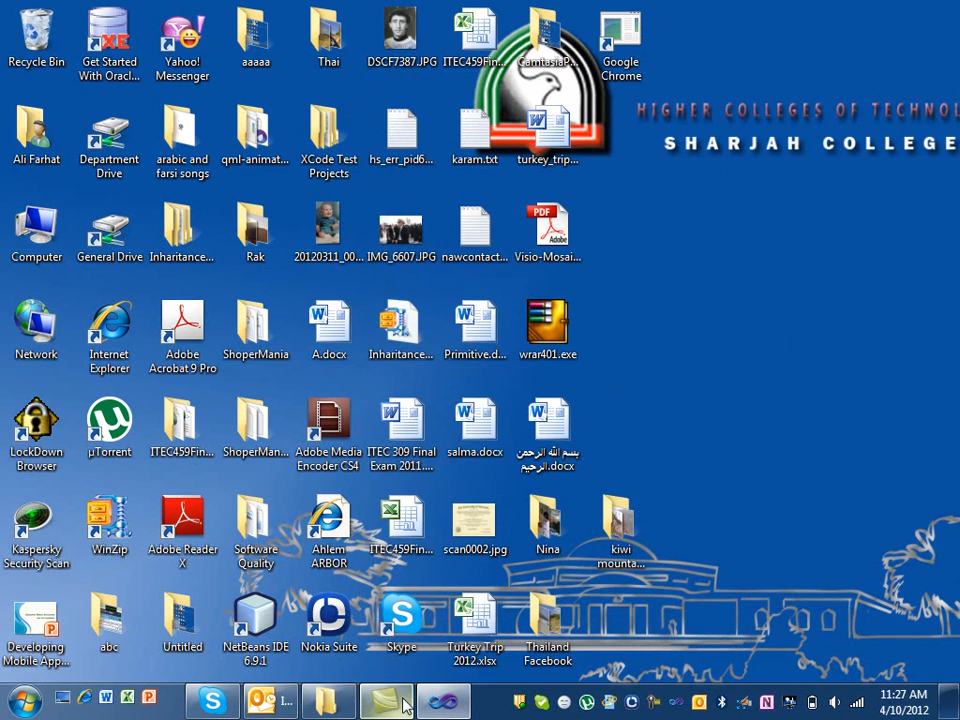 Recycle Bin
Get Started
With Oracl...
Yahoo!
Messenger
aaaaa
Thai
DSCF7387.JPG
ITEC459Fin...
CamtasiaP...
Google
Chrome
HIGHER COLLEGES OF TECHNOLO
SHARJAH COLLEGE
Ali Farhat
Department
Drive
arabic and
farsi songs
qml-animat...
XCode Test
Projects
hs_err_pid6...
karam.txt
turkey_trip...
Computer
General Drive
Inheritance...
Rak
20120311_00...
IMG_6607.JPG
nawcontact...
PDF
Adobe
Visio-Mosai...
Network
Internet
Explorer
Adobe
Acrobat 9 Pro
ShoperMania
A.docx
Inheritance...
Primitive.d...
wrar401.exe
LockDown
Browser
µTorrent
ITEC459Fin...
ShoperMan...
Adobe Media
Encoder CS4
ITEC 309 Final
Exam 2011....
salma.docx
بسم الله الرحمن
الرحيم.docx
Kaspersky
Security Scan
WinZip
Adobe Reader
X
Software
Quality
Ahlem
ARBOR
ITEC459Fin...
scan0002.jpg
Nina
kiwi
mounta...
Developing
Mobile App...
abc
Untitled
NetBeans IDE
6.9.1
Nokia Suite
Skype
Turkey Trip
2012.xlsx
Thailand
Facebook
I...
11:27 AM
4/10/2012